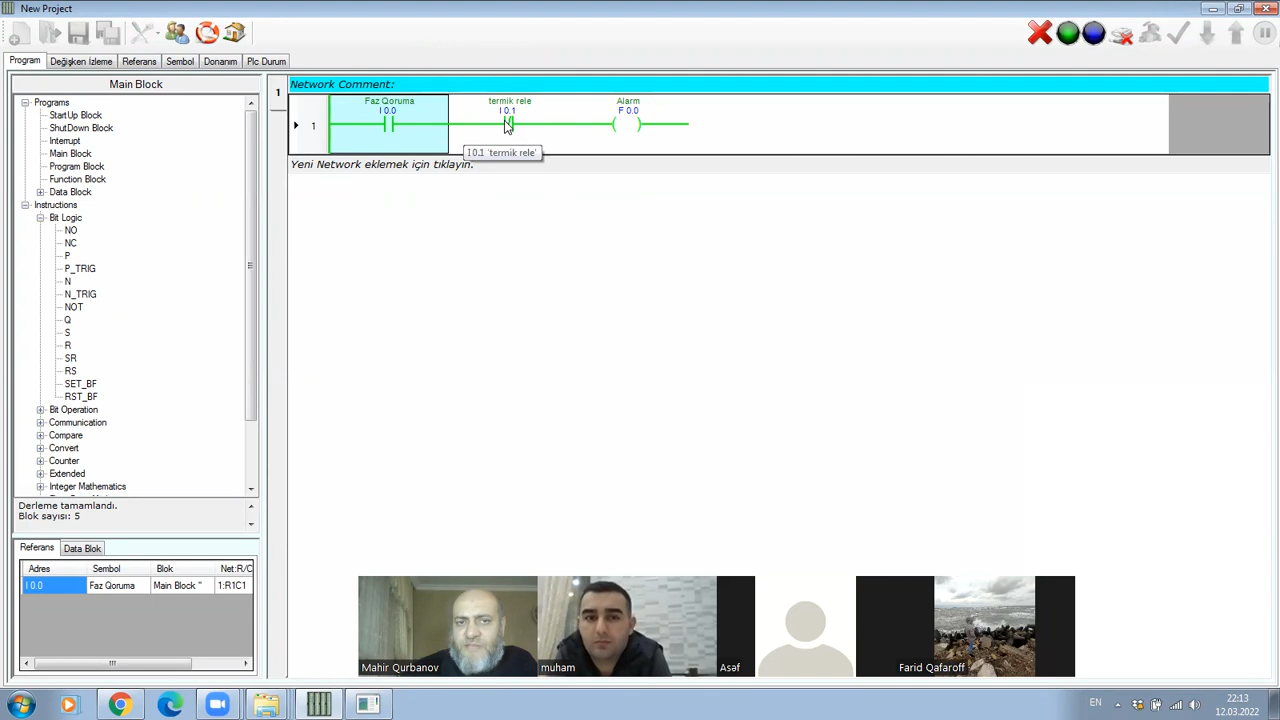 New Project
Program
Değişken İzleme
Referans
Sembol
Donanım
Plc Durum
Main Block
Programs
StartUp Block
ShutDown Block
Interrupt
Main Block
Program Block
Function Block
Data Block
Instructions
Bit Logic
NO
NC
P
P_TRIG
N
N_TRIG
NOT
Q
S
R
SR
RS
SET_BF
RST_BF
Bit Operation
Communication
Compare
Convert
Counter
Extended
Integer Mathematics
Derleme tamamlandı.
Blok sayısı: 5
Referans
Data Blok
Adres Sembol Blok Net:R/C
I 0.0 Faz Qoruma Main Block '' 1:R1C1
1
Network Comment:
1
Faz Qoruma
I 0.0
termik rele
I 0.1
Alarm
F 0.0
I 0.1 'termik rele'
Yeni Network eklemek için tıklayın.
Mahir Qurbanov
muham
Asəf
Farid Qafaroff
EN
22:13
12.03.2022